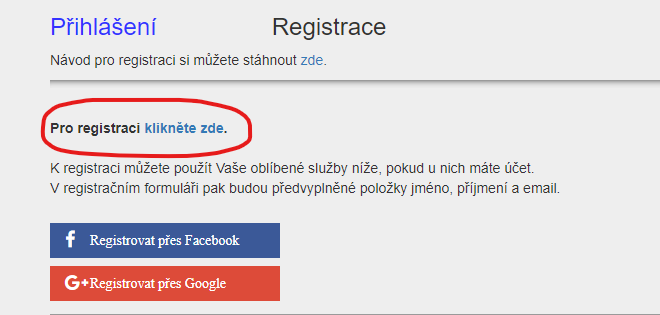 Přihlášení Registrace
Návod pro registraci si můžete stáhnout zde.
Pro registraci klikněte zde.
K registraci můžete použít Vaše oblíbené služby níže, pokud u nich máte účet.
V registračním formuláři pak budou předvyplněné položky jméno, příjmení a email.
f Registrovat přes Facebook
G+ Registrovat přes Google